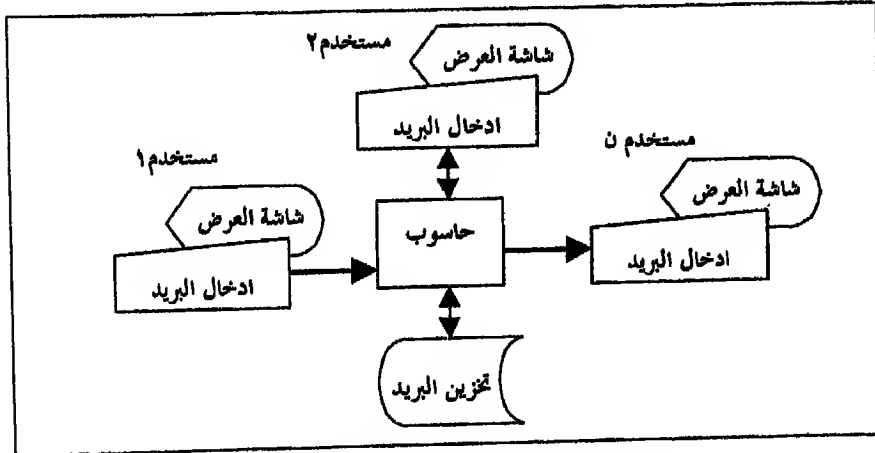 مستخدم٢
شاشة العرض
ادخال البريد
مستخدم ن
شاشة العرض
ادخال البريد
مستخدم١
شاشة العرض
ادخال البريد
حاسوب
تخزين البريد